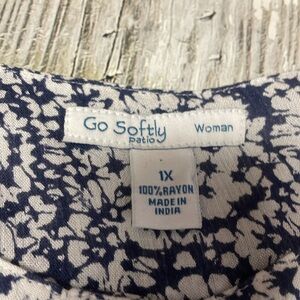 Go Softly Woman
patio
1X
100% RAYON
MADE IN
INDIA